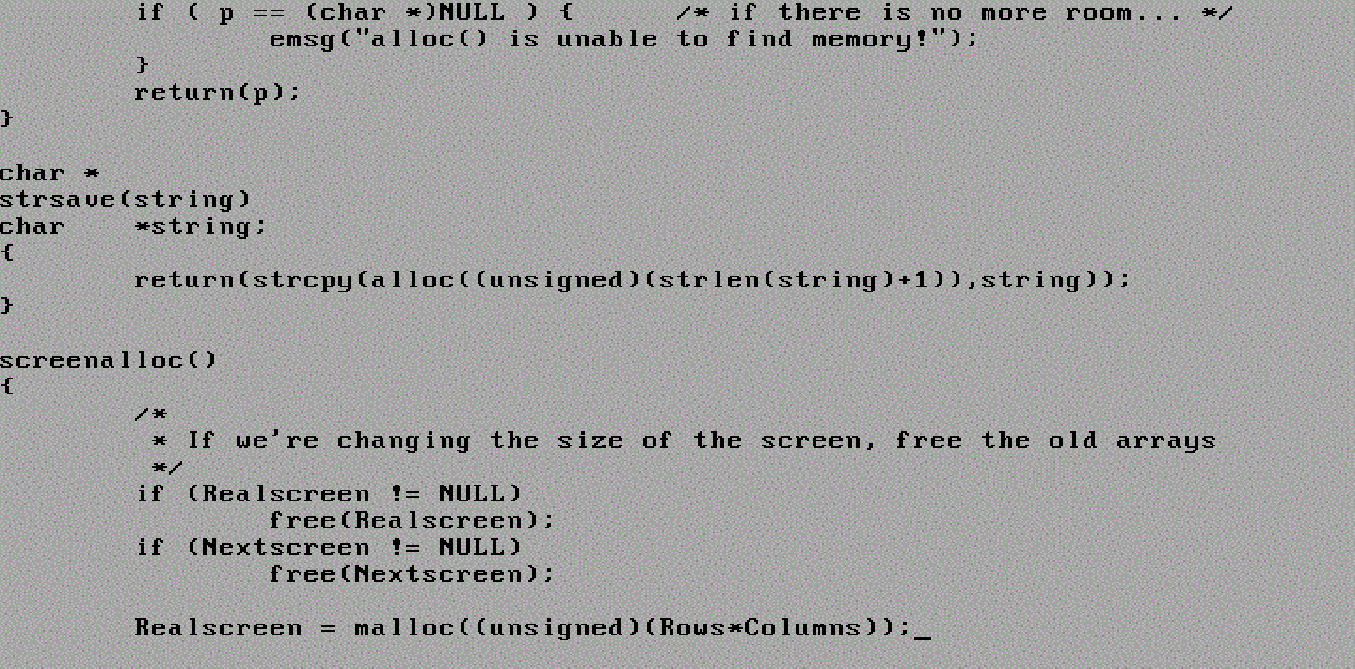 if ( p == (char *)NULL ) {      /* if there is no more room... */
                emsg("alloc() is unable to find memory!");
        }
        return(p);
}

char *
strsave(string)
char    *string;
{
        return(strcpy(alloc((unsigned)(strlen(string)+1)),string));
}

screenalloc()
{
        /*
         * If we're changing the size of the screen, free the old arrays
         */
        if (Realscreen != NULL)
                free(Realscreen);
        if (Nextscreen != NULL)
                free(Nextscreen);

        Realscreen = malloc((unsigned)(Rows*Columns));_